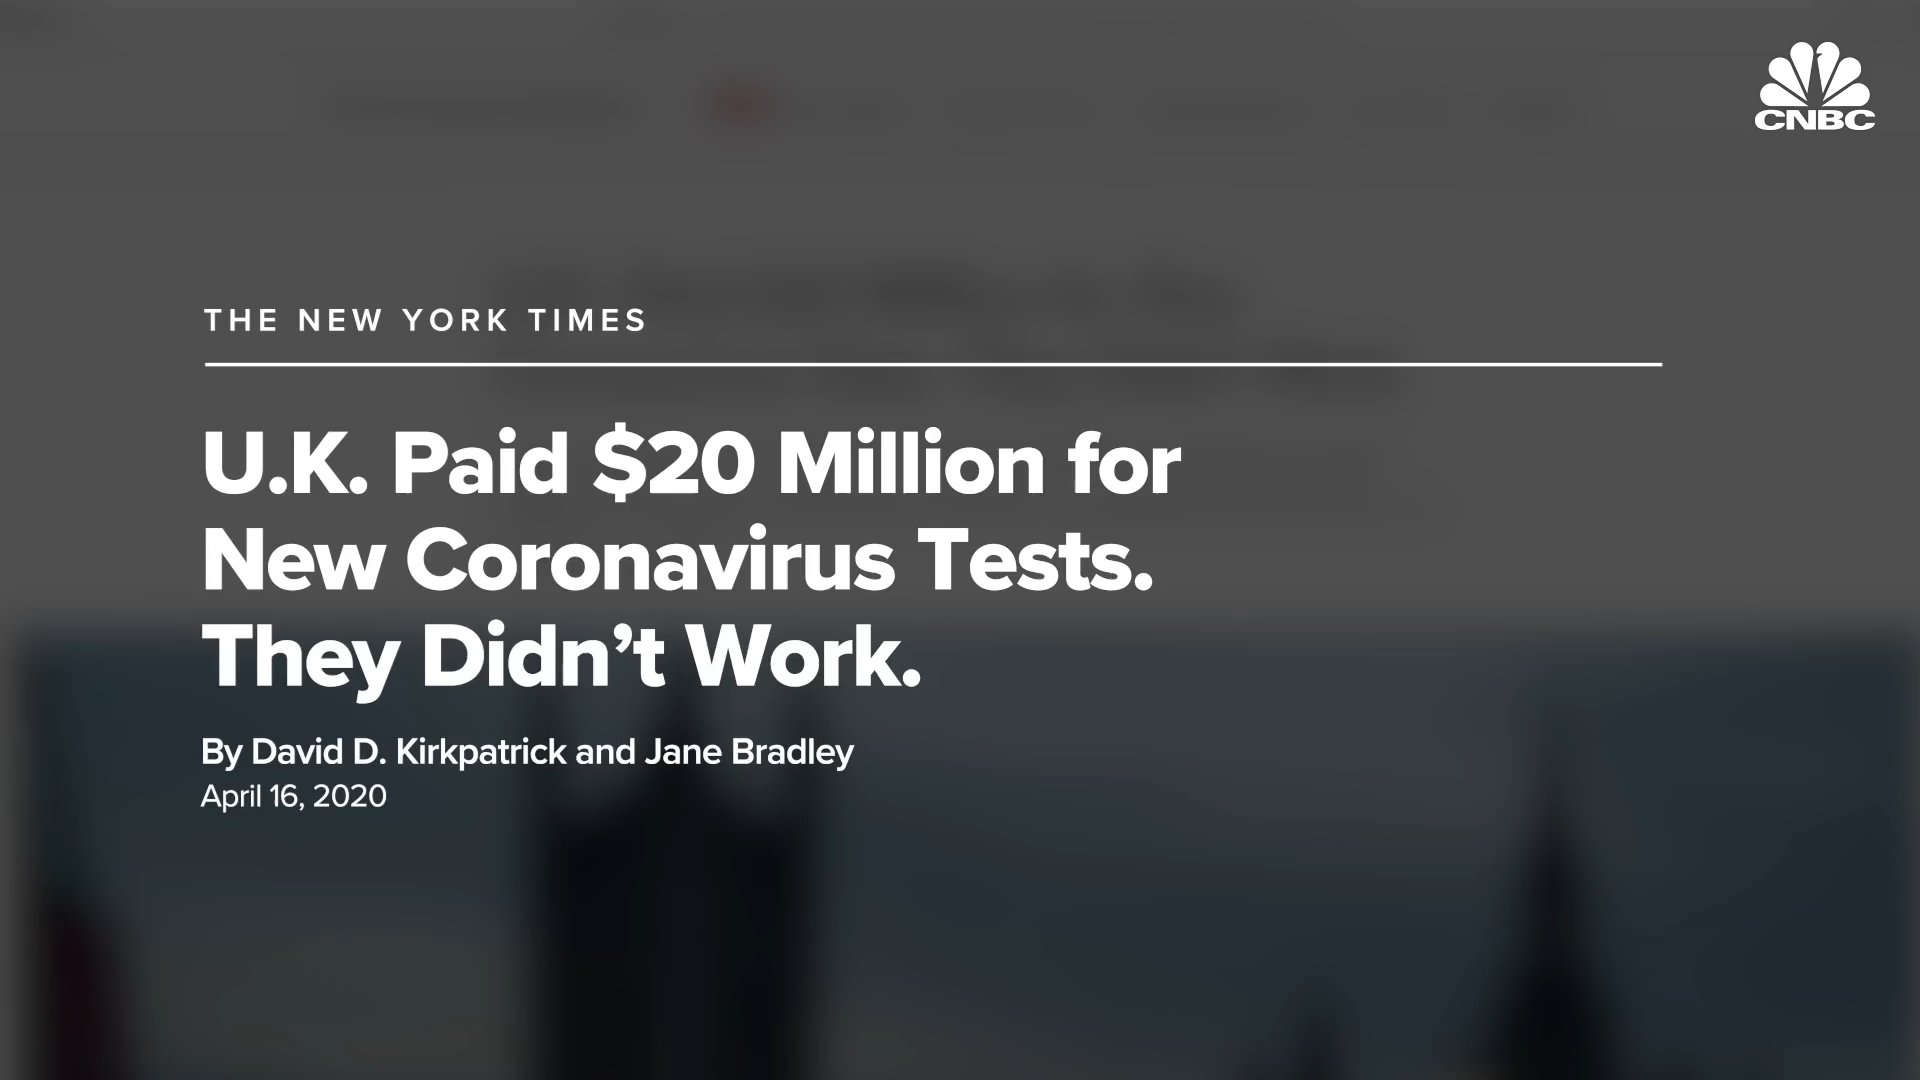 CNBC
THE NEW YORK TIMES
U.K. Paid $20 Million for
New Coronavirus Tests.
They Didn’t Work.
By David D. Kirkpatrick and Jane Bradley
April 16, 2020